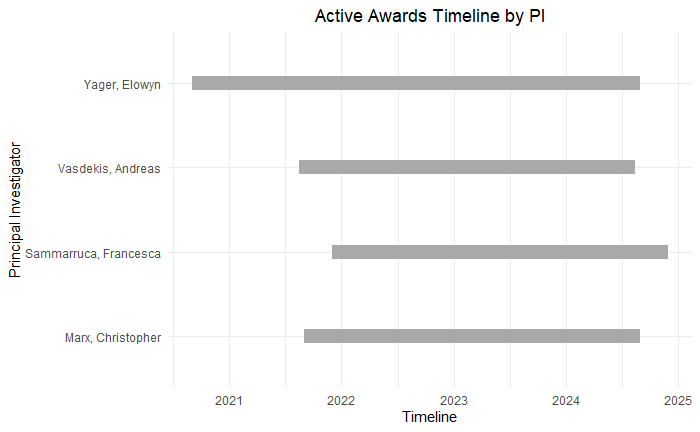 Active Awards Timeline by PI
Principal Investigator
Yager, Elowyn
Vasdekis, Andreas
Sammarruca, Francesca
Marx, Christopher
2021 2022 2023 2024 2025
Timeline